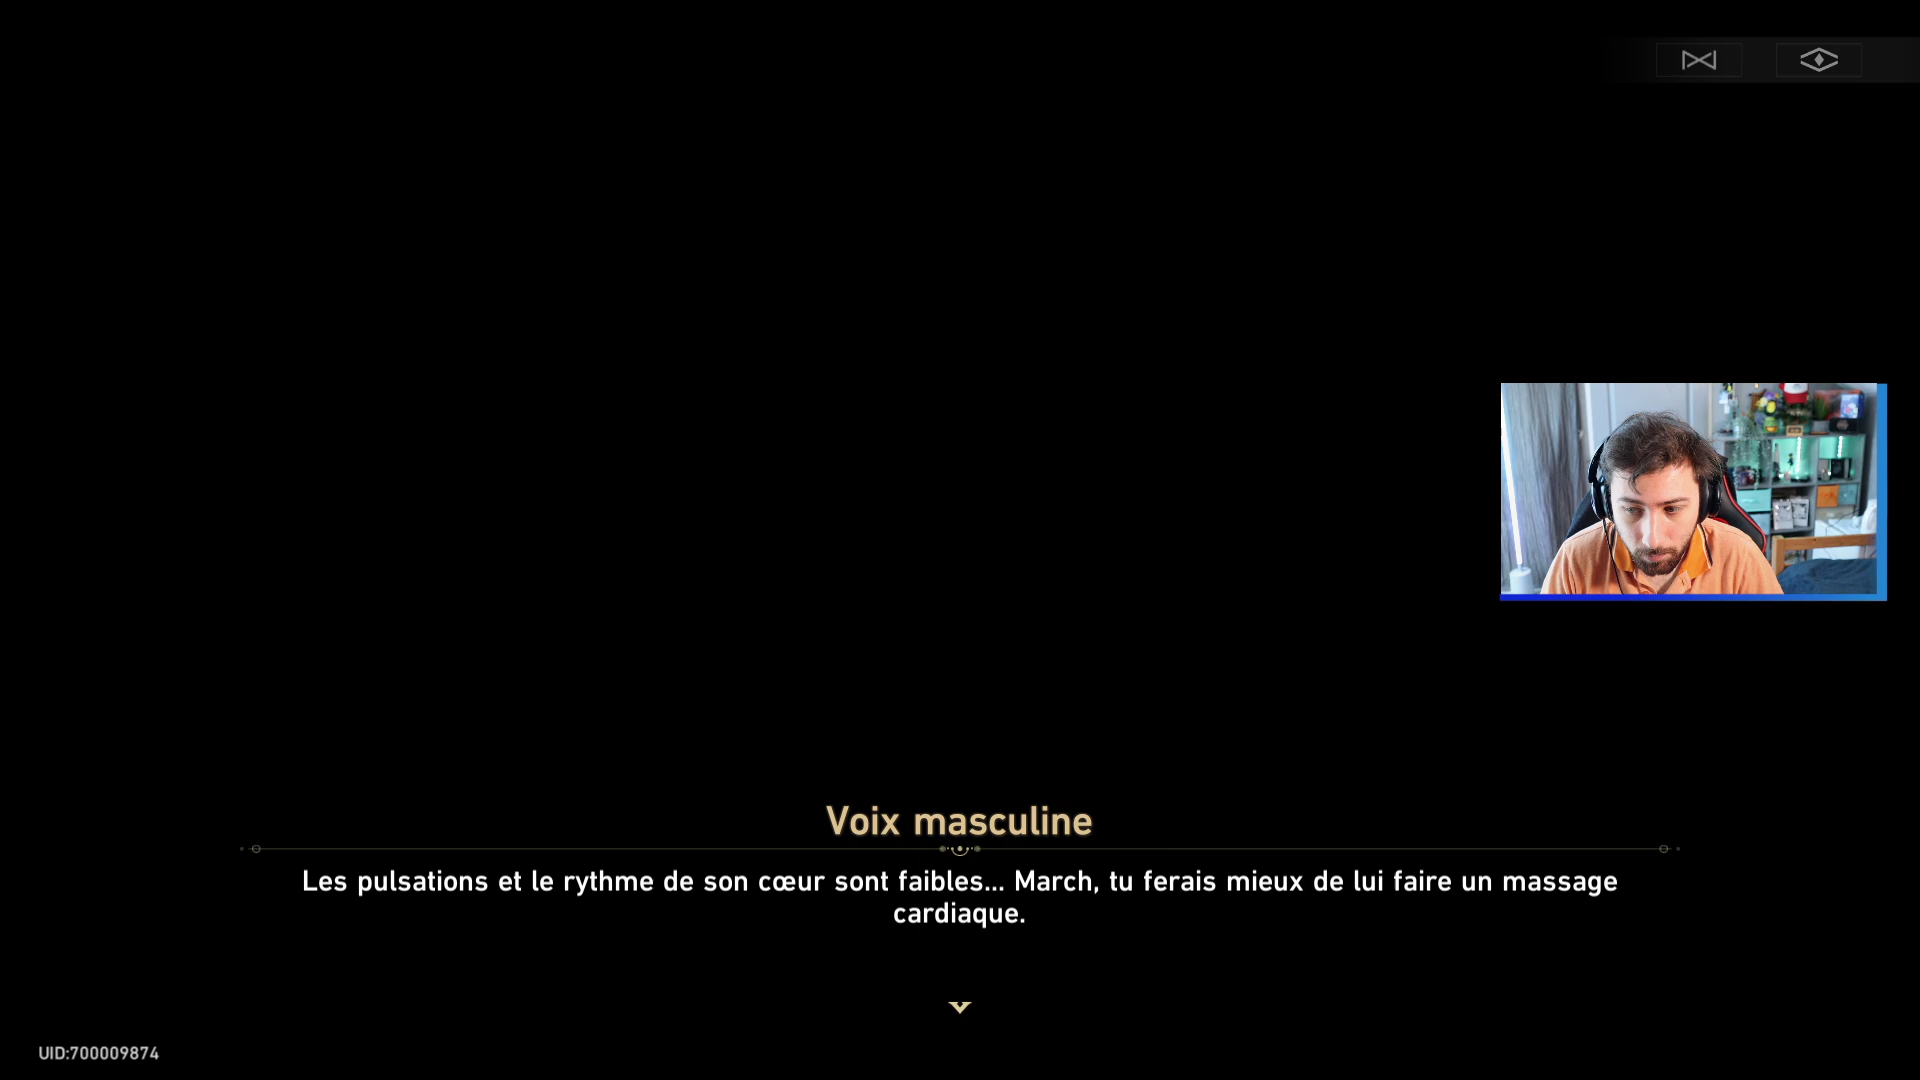 Voix masculine
Les pulsations et le rythme de son cœur sont faibles... March, tu ferais mieux de lui faire un massage
cardiaque.
UID:700009874